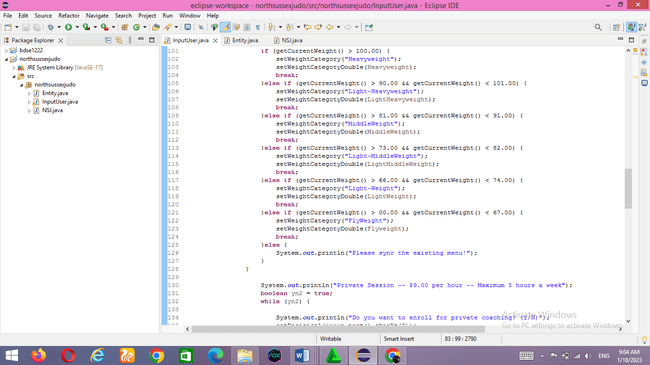 eclipse-workspace - northsussexjudo/src/northsussexjudo/InputUser.java - Eclipse IDE
File Edit Source Refactor Navigate Search Project Run Window Help
Package Explorer
InputUser.java Entity.java NSJ.java
bdse1222
northsussexjudo
JRE System Library [JavaSE-17]
src
northsussexjudo
Entity.java
InputUser.java
NSJ.java
101 if (getCurrentWeight() > 100.00) {
102 setWeightCategory("Heavyweight");
103 setWeightCategotyDouble(Heavyweight);
104 break;
105 }else if (getCurrentWeight() > 90.00 && getCurrentWeight() < 101.00) {
106 setWeightCategory("Light-Heavyweight");
107 setWeightCategotyDouble(LightHeavyweight);
108 break;
109 }else if (getCurrentWeight() > 81.00 && getCurrentWeight() < 91.00) {
110 setWeightCategory("MiddleWeight");
111 setWeightCategotyDouble(MiddleWeight);
112 break;
113 }else if (getCurrentWeight() > 73.00 && getCurrentWeight() < 82.00) {
114 setWeightCategory("Light-MiddleWeight");
115 setWeightCategotyDouble(LightMiddleWeight);
116 break;
117 }else if (getCurrentWeight() > 66.00 && getCurrentWeight() < 74.00) {
118 setWeightCategory("Light-Weight");
119 setWeightCategotyDouble(LightWeight);
120 break;
121 }else if (getCurrentWeight() > 00.00 && getCurrentWeight() < 67.00) {
122 setWeightCategory("FlyWeight");
123 setWeightCategotyDouble(Flyweight);
124 break;
125 }else {
126 System.out.println("Please sync the existing menu!");
127 }
128 }
129
130 System.out.println("Private Session -- $9.00 per hour -- Maximum 5 hours a week");
131 boolean yn2 = true;
132 while (yn2) {
133
134 System.out.println("Do you want to enroll for private coaching? (Y/N)");
Activate Windows
Go to PC settings to activate Windows.
Writable Smart Insert 83 : 99 : 2790
ENG
9:04 AM
1/18/2023